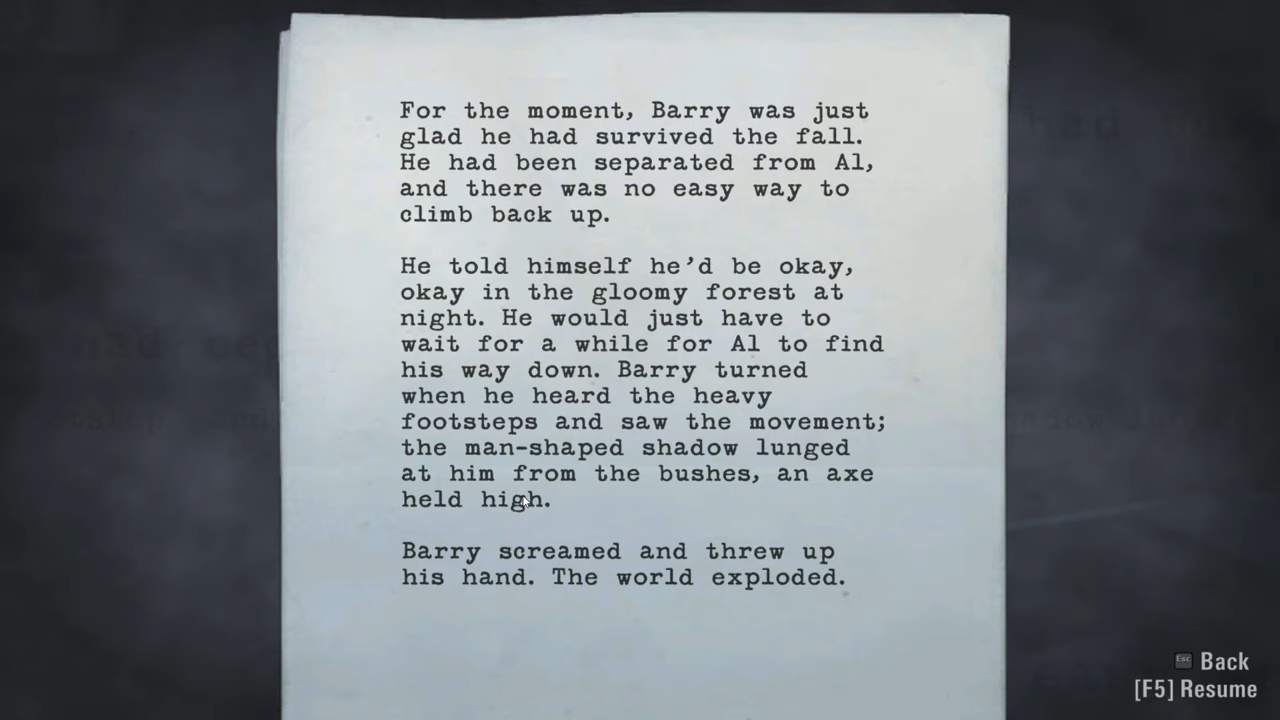 For the moment, Barry was just
glad he had survived the fall.
He had been separated from Al,
and there was no easy way to
climb back up.
He told himself he'd be okay,
okay in the gloomy forest at
night. He would just have to
wait for a while for Al to find
his way down. Barry turned
when he heard the heavy
footsteps and saw the movement;
the man-shaped shadow lunged
at him from the bushes, an axe
held high.
Barry screamed and threw up
his hand. The world exploded.
Esc Back
[F5] Resume